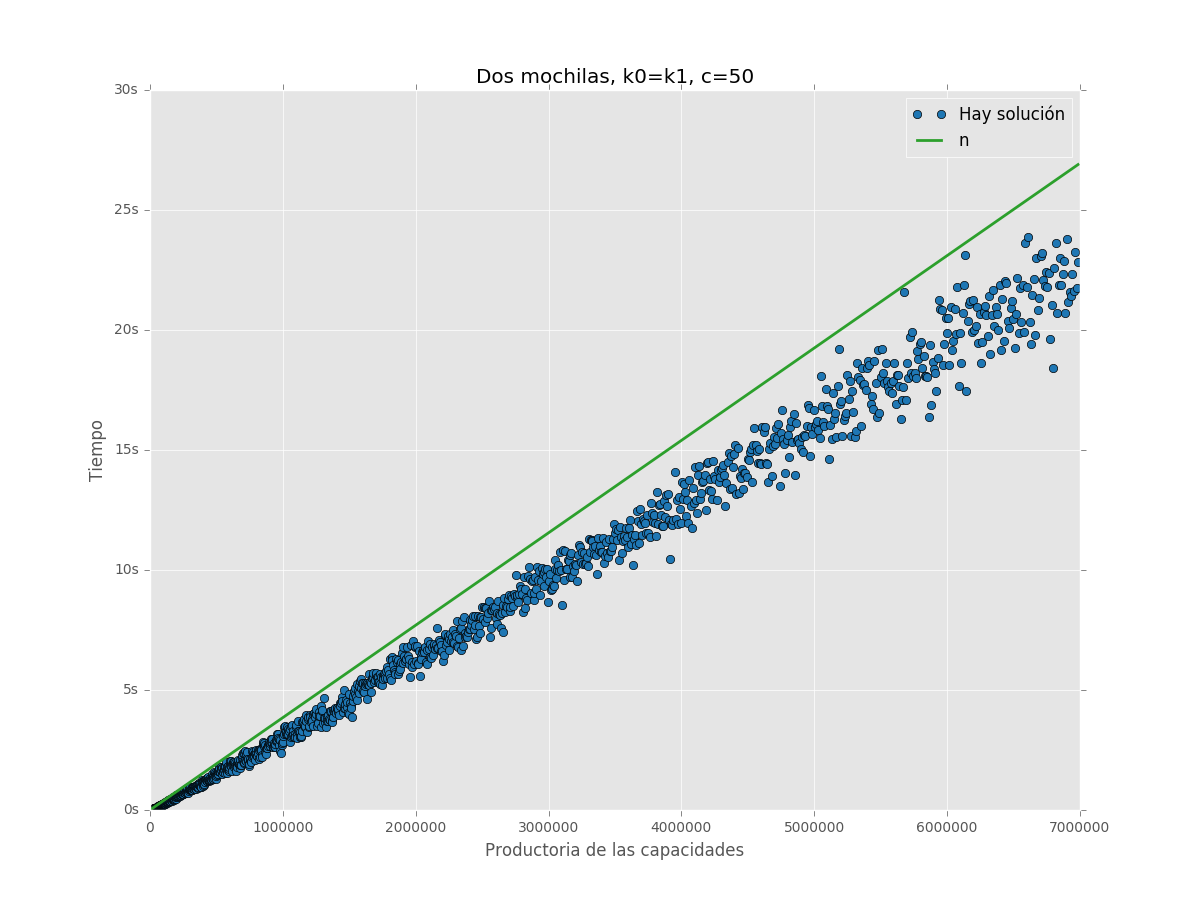 Dos mochilas, k0=k1, c=50
30s
25s
20s
15s
10s
5s
0s
Tiempo
Hay solución
n
0 1000000 2000000 3000000 4000000 5000000 6000000 7000000
Productoria de las capacidades